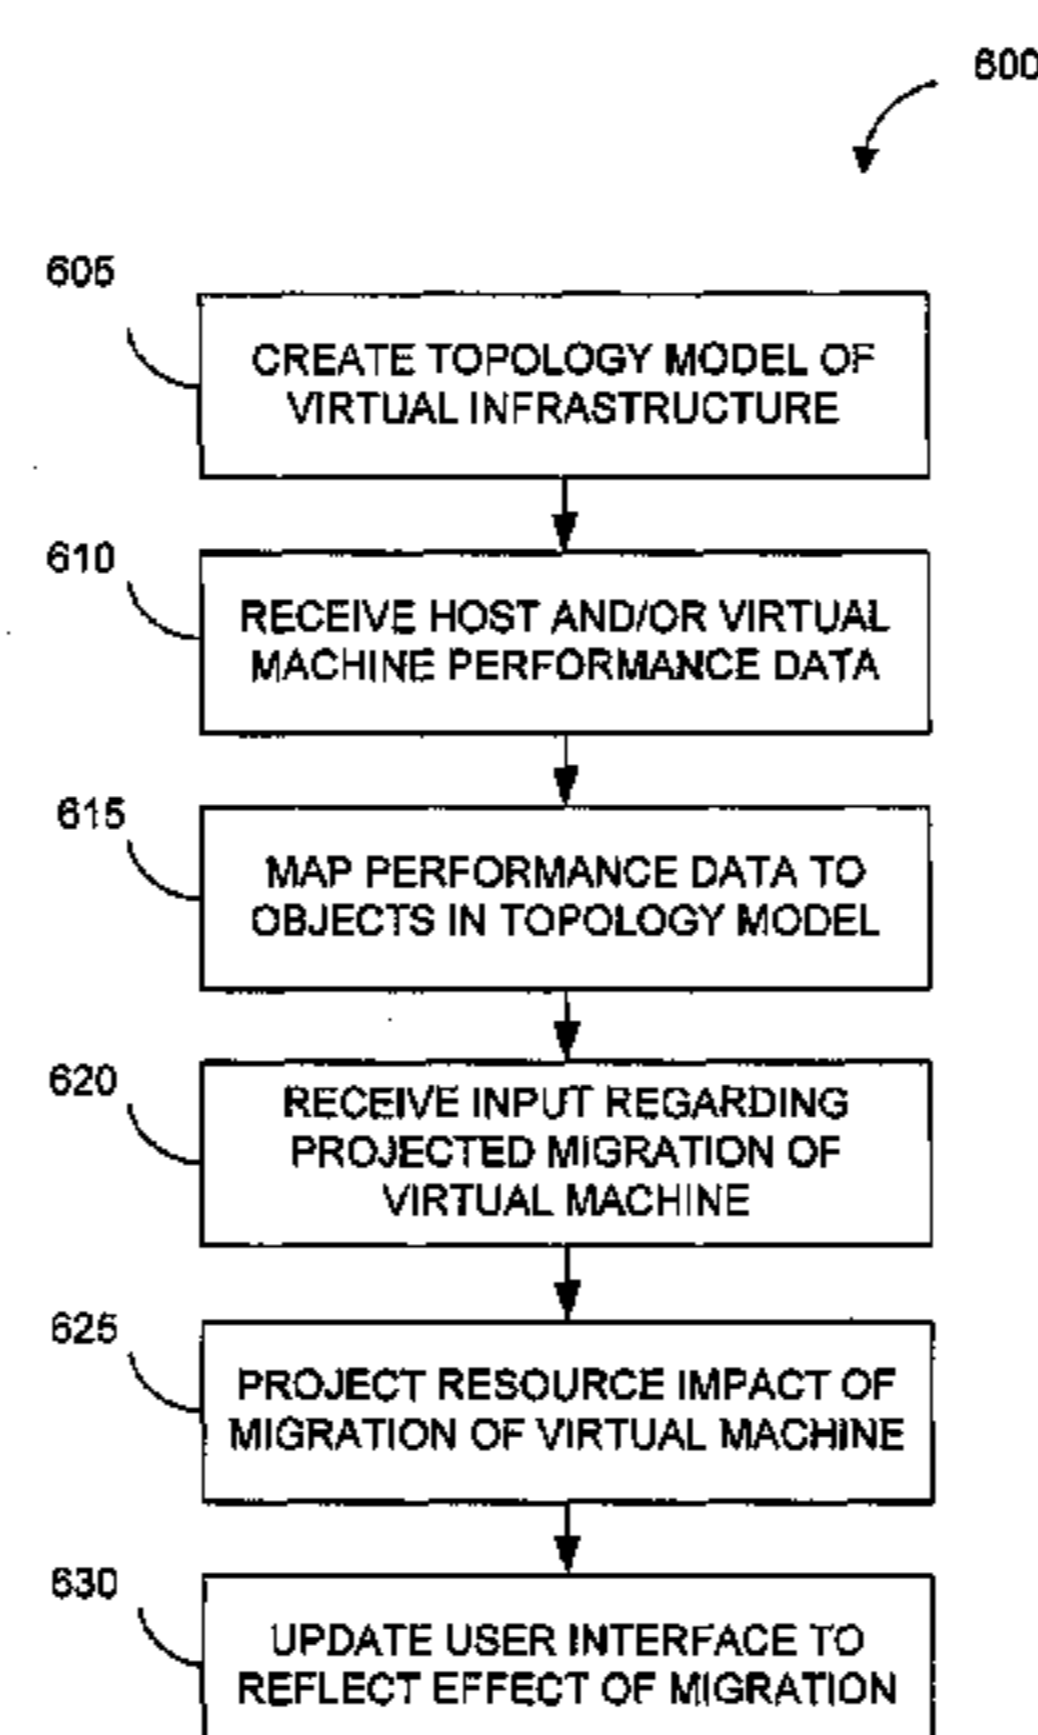 600
605
CREATE TOPOLOGY MODEL OF
VIRTUAL INFRASTRUCTURE
610
RECEIVE HOST AND/OR VIRTUAL
MACHINE PERFORMANCE DATA
615
MAP PERFORMANCE DATA TO
OBJECTS IN TOPOLOGY MODEL
620
RECEIVE INPUT REGARDING
PROJECTED MIGRATION OF
VIRTUAL MACHINE
625
PROJECT RESOURCE IMPACT OF
MIGRATION OF VIRTUAL MACHINE
630
UPDATE USER INTERFACE TO
REFLECT EFFECT OF MIGRATION